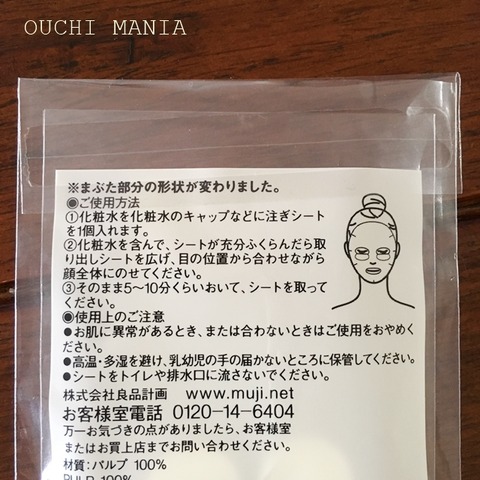 OUCHI MANIA
※まぶた部分の形状が変わりました。
◉ご使用方法
①化粧水を化粧水のキャップなどに注ぎシート
を1個入れます。
②化粧水を含んで、シートが充分ふくらんだら取
り出しシートを広げ、目の位置から合わせながら
顔全体にのせてください。
③そのまま5〜10分くらいおいて、シートを取って
ください。
◉使用上のご注意
●お肌に異常があるとき、または合わないときはご使用をおやめく
ださい。
●高温・多湿を避け、乳幼児の手の届かないところに保管してください。
●シートをトイレや排水口に流さないでください。
株式会社良品計画 www.muji.net
お客様室電話 0120-14-6404
万一お気づきの点がありましたら、お客様室
またはお買上店までお問い合わせください。
材質：パルプ 100%
PULP 100%